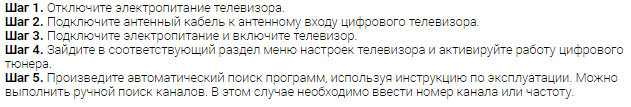 Шаг 1. Отключите электропитание телевизора.
Шаг 2. Подключите антенный кабель к антенному входу цифрового телевизора.
Шаг 3. Подключите электропитание и включите телевизор.
Шаг 4. Зайдите в соответствующий раздел меню настроек телевизора и активируйте работу цифрового
тюнера.
Шаг 5. Произведите автоматический поиск программ, используя инструкцию по эксплуатации. Можно
выполнить ручной поиск каналов. В этом случае необходимо ввести номер канала или частоту.